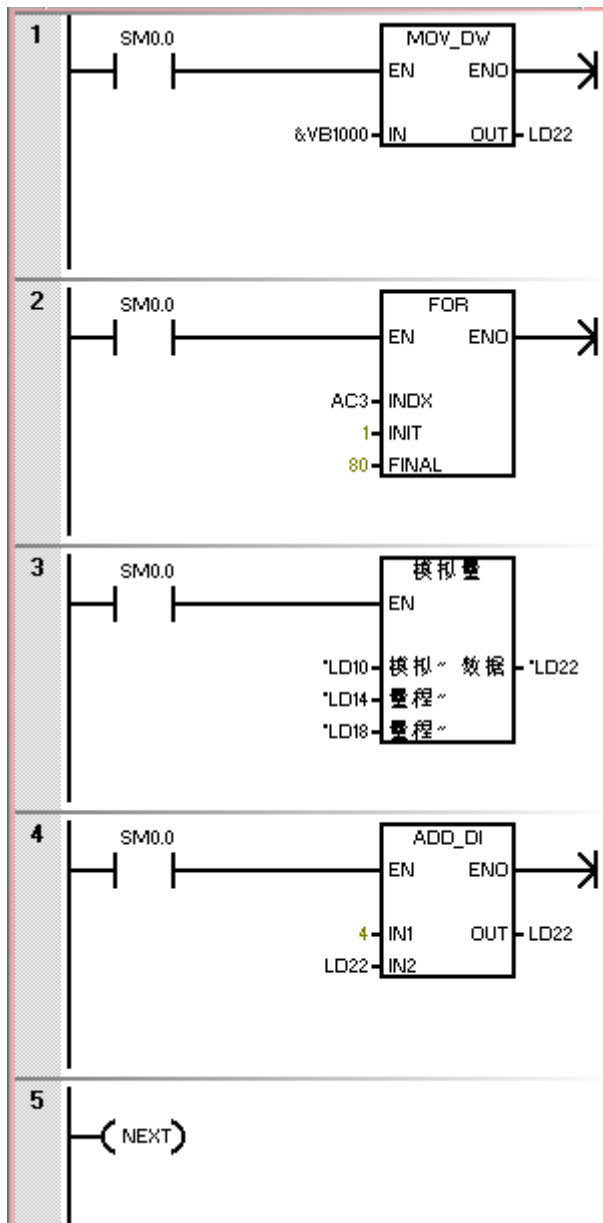 1
SM0.0
MOV_DW
EN ENO
&VB1000 IN OUT LD22
2
SM0.0
FOR
EN ENO
AC3 INDX
1 INIT
80 FINAL
3
SM0.0
模拟量
EN
*LD10 模拟~ 数据 *LD22
*LD14 量程~
*LD18 量程~
4
SM0.0
ADD_DI
EN ENO
4 IN1 OUT LD22
LD22 IN2
5
NEXT